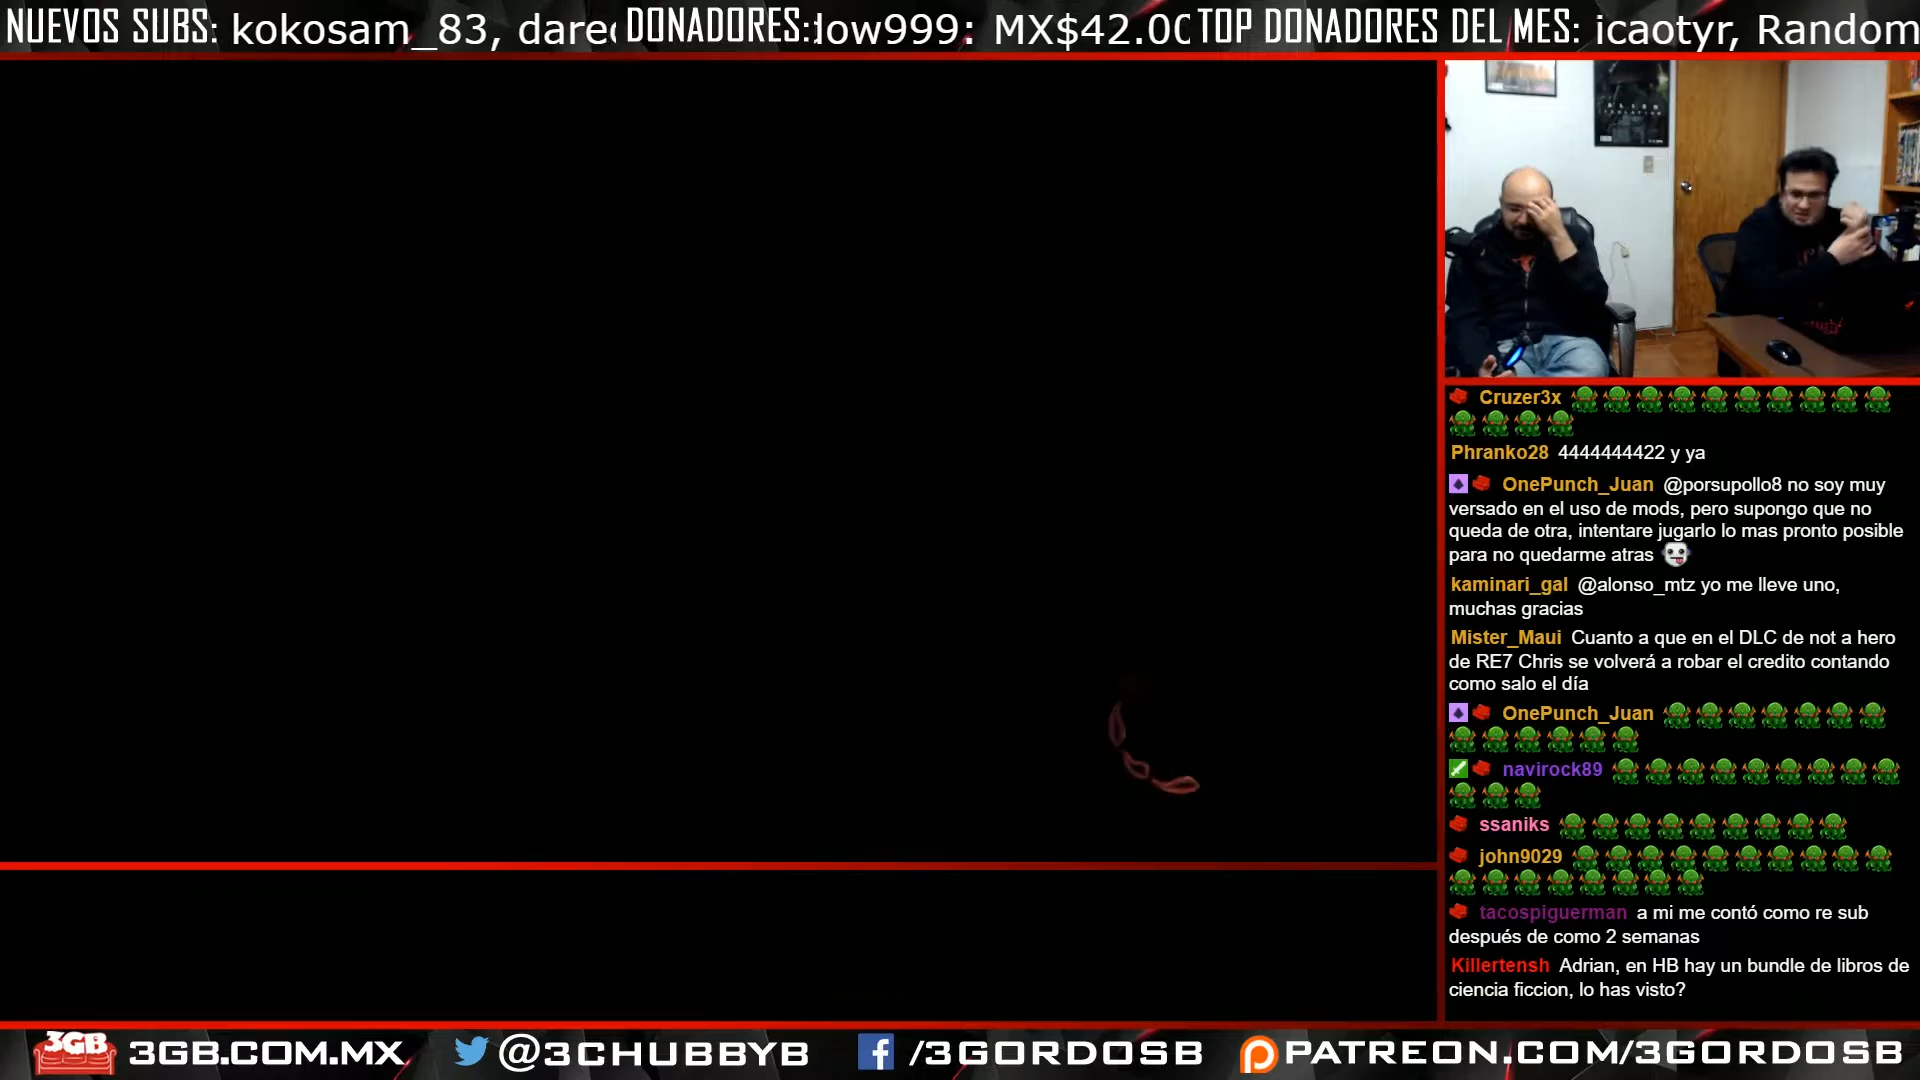 NUEVOS SUBS: kokosam_83, dare
DONADORES: low999: MX$42.00
TOP DONADORES DEL MES: icaotyr, Random
ALIEN
ISOLATION
Cruzer3x
Phranko28 4444444422 y ya
OnePunch_Juan @porsupollo8 no soy muy
versado en el uso de mods, pero supongo que no
queda de otra, intentare jugarlo lo mas pronto posible
para no quedarme atras
kaminari_gal @alonso_mtz yo me lleve uno,
muchas gracias
Mister_Maui Cuanto a que en el DLC de not a hero
de RE7 Chris se volverá a robar el credito contando
como salo el día
OnePunch_Juan
navirock89
ssaniks
john9029
tacospiguerman a mi me contó como re sub
después de como 2 semanas
Killertensh Adrian, en HB hay un bundle de libros de
ciencia ficcion, lo has visto?
3GB 3GB.COM.MX @3CHUBBYB /3GORDOSB PATREON.COM/3GORDOSB